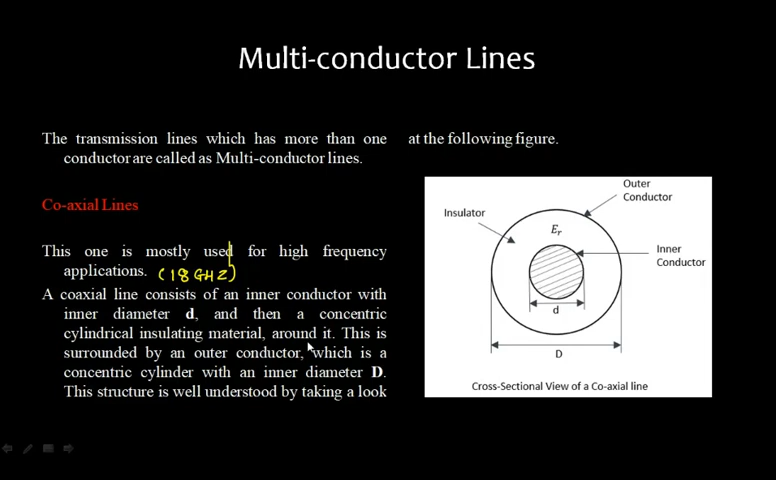 Multi-conductor Lines
The transmission lines which has more than one
conductor are called as Multi-conductor lines.
Co-axial Lines
This one is mostly used for high frequency
applications. (18 GHZ)
A coaxial line consists of an inner conductor with
inner diameter d, and then a concentric
cylindrical insulating material, around it. This is
surrounded by an outer conductor, which is a
concentric cylinder with an inner diameter D.
This structure is well understood by taking a look
at the following figure.
Outer
Conductor
Insulator
Er
Inner
Conductor
d
D
Cross-Sectional View of a Co-axial line